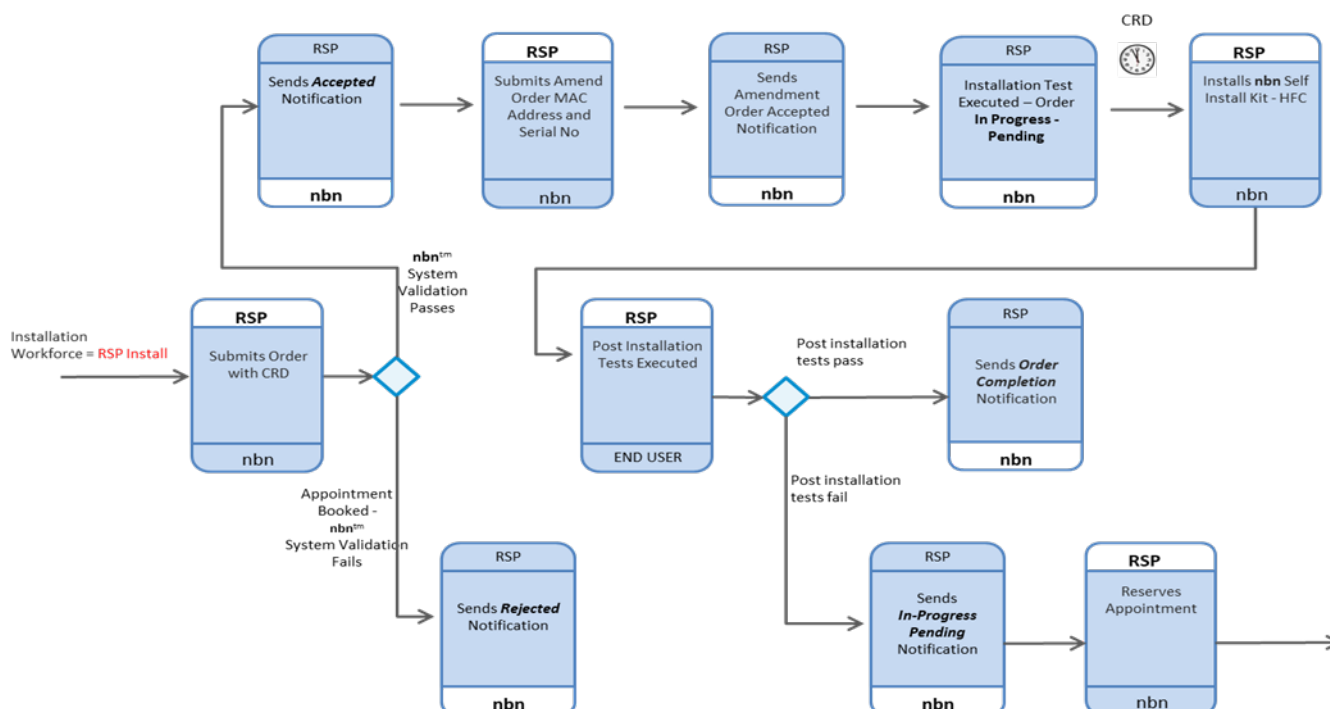 CRD
RSP
Sends Accepted
Notification
nbn
RSP
Submits Amend
Order MAC
Address and
Serial No
nbn
RSP
Sends
Amendment
Order Accepted
Notification
nbn
RSP
Installation Test
Executed – Order
In Progress -
Pending
nbn
RSP
Installs nbn Self
Install Kit - HFC
nbn
nbn™
System
Validation
Passes
Installation
Workforce = RSP Install
RSP
Submits Order
with CRD
nbn
RSP
Post Installation
Tests Executed
END USER
Post installation
tests pass
RSP
Sends Order
Completion
Notification
nbn
Appointment
Booked -
nbn™
System Validation
Fails
Post installation
tests fail
RSP
Sends Rejected
Notification
nbn
RSP
Sends
In-Progress
Pending
Notification
nbn
RSP
Reserves
Appointment
nbn